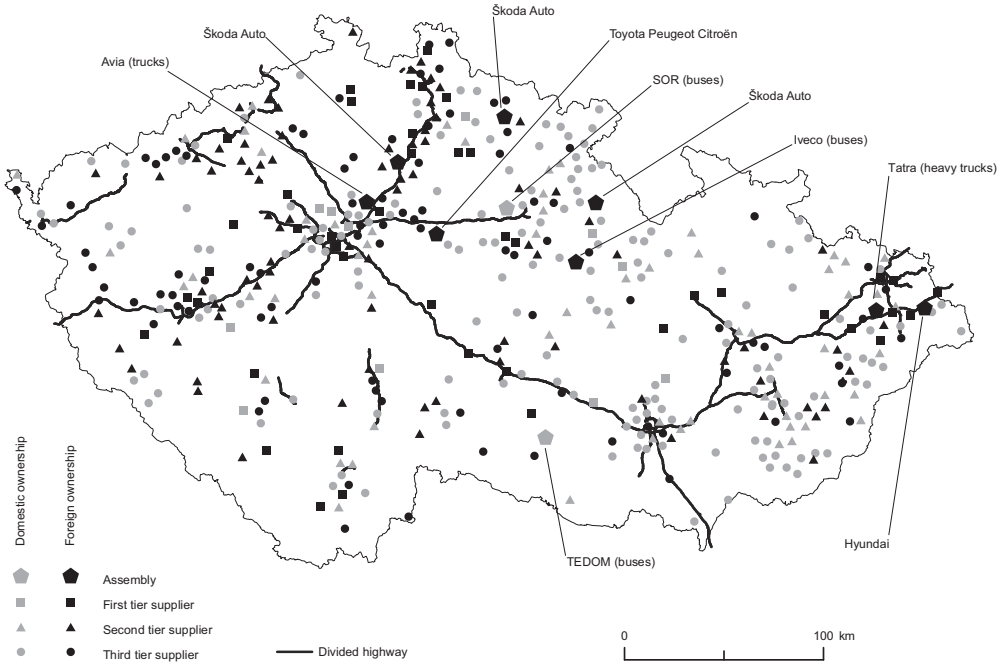 Škoda Auto
Škoda Auto
Toyota Peugeot Citroën
Avia (trucks)
SOR (buses)
Škoda Auto
Iveco (buses)
Tatra (heavy trucks)
Hyundai
TEDOM (buses)
Domestic ownership
Foreign ownership
Assembly
First tier supplier
Second tier supplier
Third tier supplier
Divided highway
0 100 km